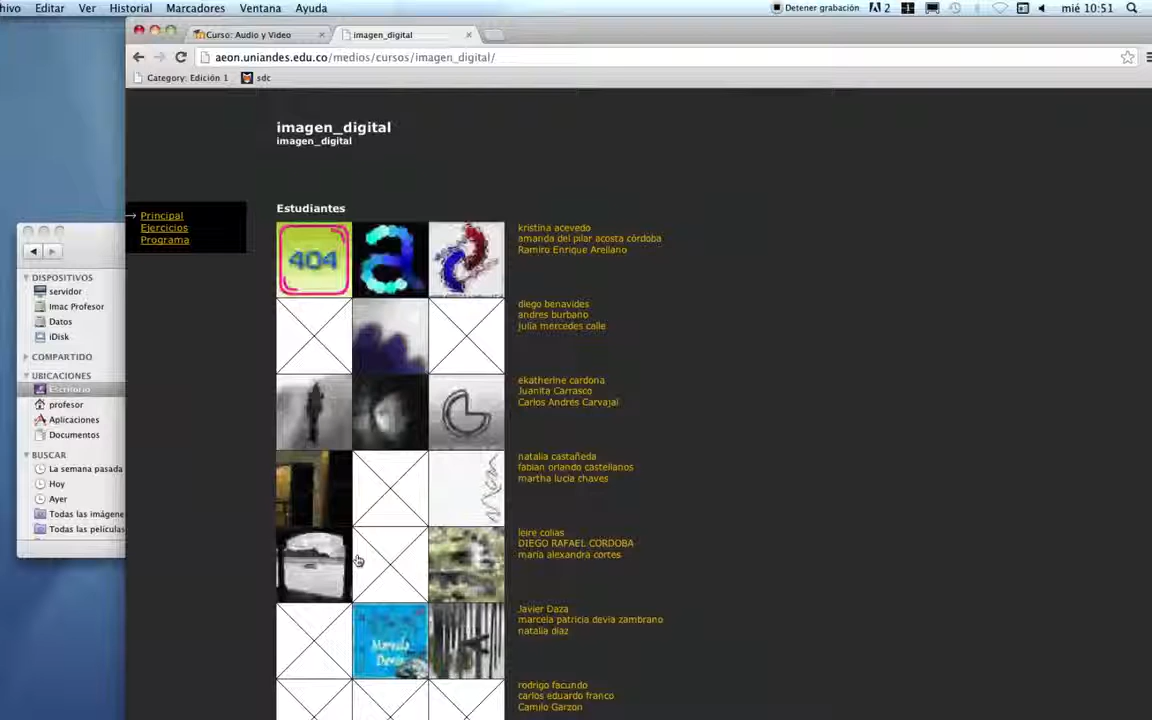 hivo Editar Ver Historial Marcadores Ventana Ayuda Detener grabación 2 mié 10:51
Curso: Audio y Video imagen_digital
aeon.uniandes.edu.co/medios/cursos/imagen_digital/
Category: Edición 1 sdc
imagen_digital
imagen_digital
Principal
Ejercicios
Programa
Estudiantes
404
a
kristina acevedo
amanda del pilar acosta córdoba
Ramiro Enrique Arellano
diego benavides
andres burbano
julia mercedes calle
ekatherine cardona
Juanita Carrasco
Carlos Andrés Carvajal
natalia castañeda
fabian orlando castellanos
martha lucia chaves
leire colias
DIEGO RAFAEL CORDOBA
maria alexandra cortes
Marcela
Devia
Javier Daza
marcela patricia devia zambrano
natalia diaz
rodrigo facundo
carlos eduardo franco
Camilo Garzon
DISPOSITIVOS
servidor
Imac Profesor
Datos
iDisk
COMPARTIDO
UBICACIONES
Escritorio
profesor
Aplicaciones
Documentos
BUSCAR
La semana pasada
Hoy
Ayer
Todas las imágene
Todas las películas